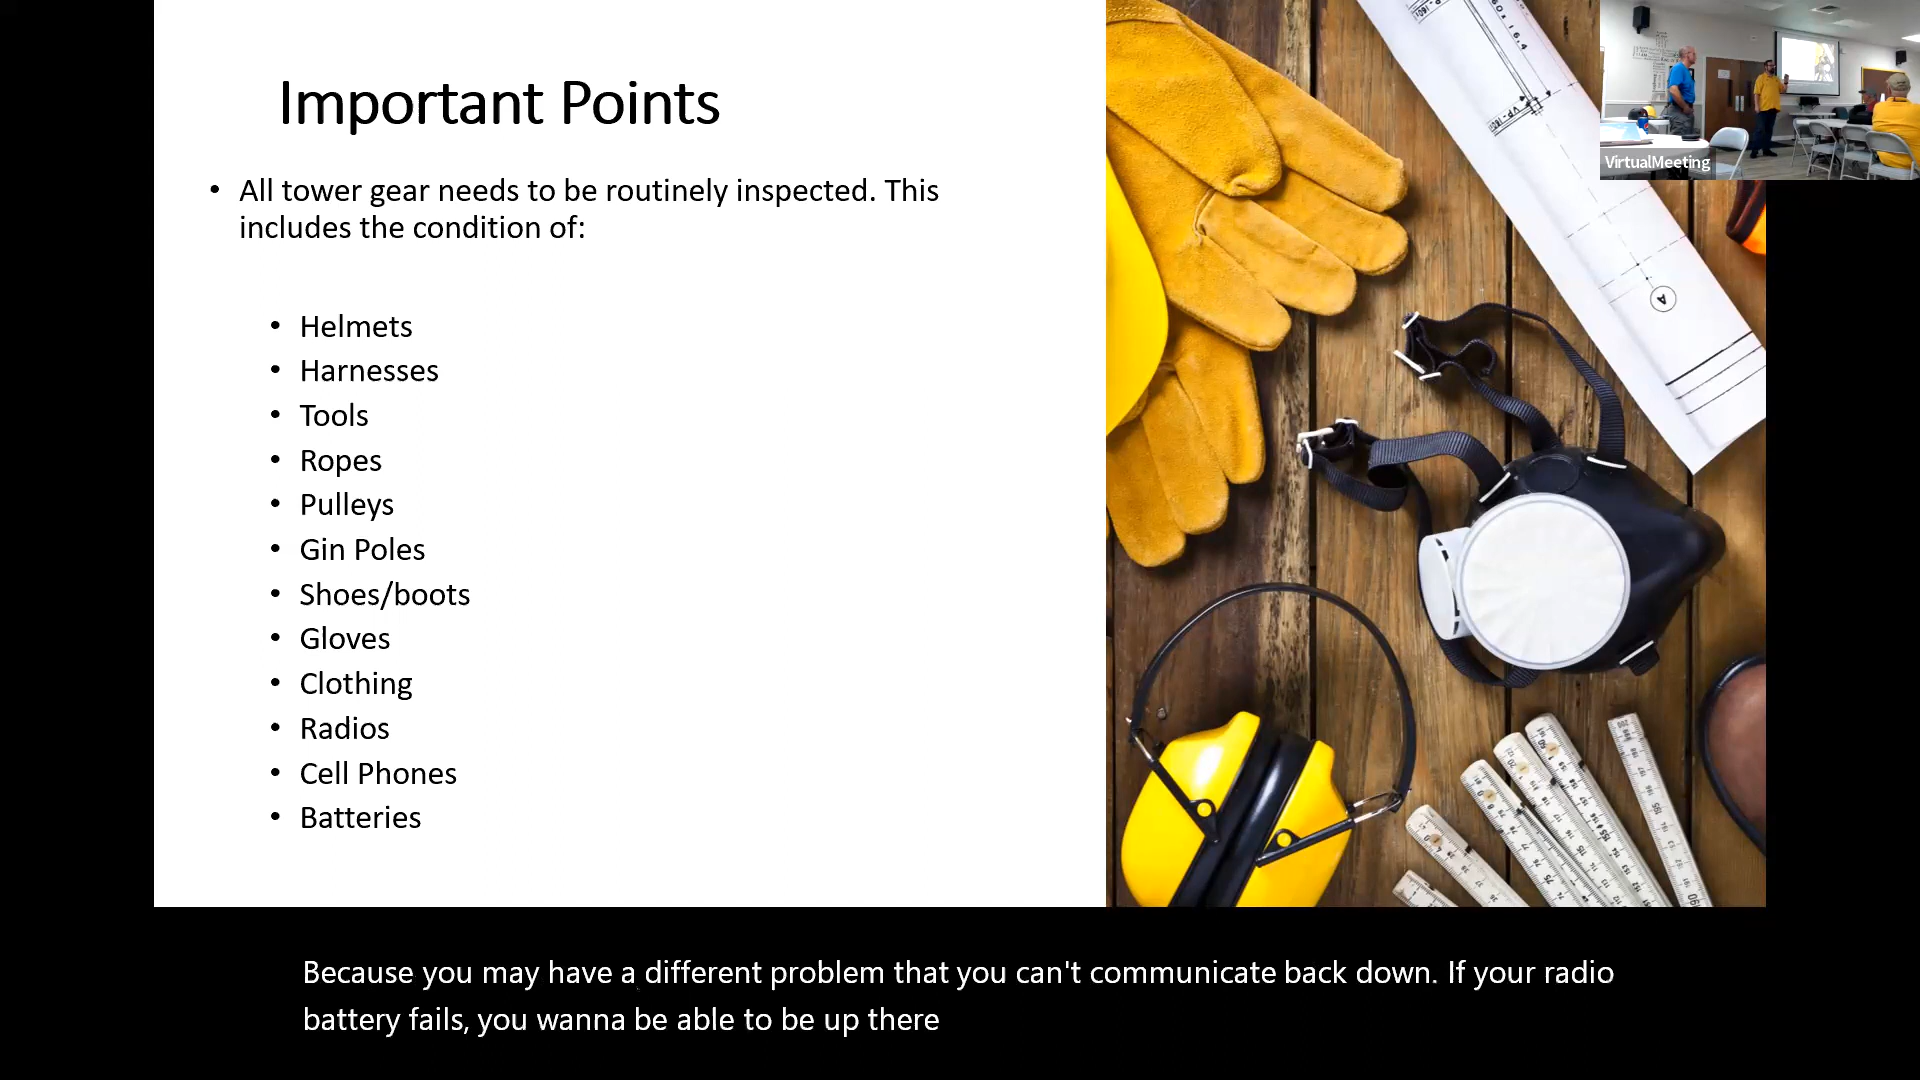 Important Points
• All tower gear needs to be routinely inspected. This
includes the condition of:
• Helmets
• Harnesses
• Tools
• Ropes
• Pulleys
• Gin Poles
• Shoes/boots
• Gloves
• Clothing
• Radios
• Cell Phones
• Batteries
VirtualMeeting
A
Because you may have a different problem that you can't communicate back down. If your radio
battery fails, you wanna be able to be up there